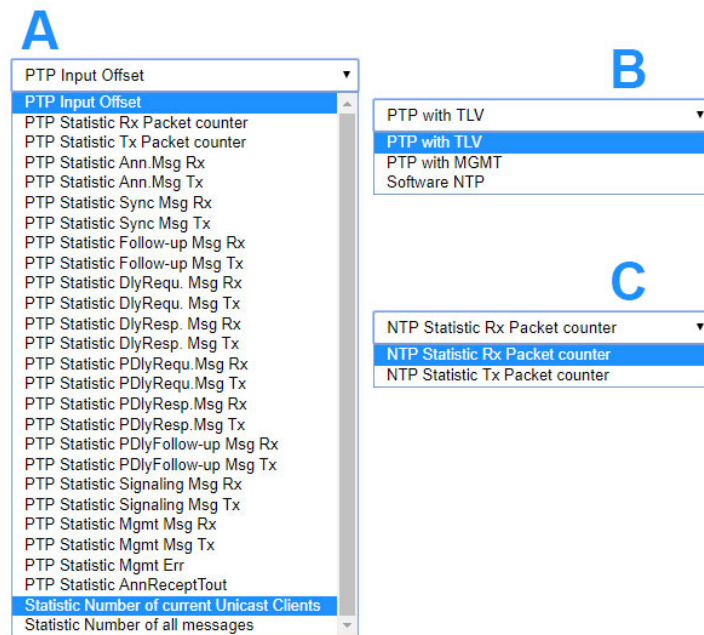 A
PTP Input Offset
PTP Input Offset
PTP Statistic Rx Packet counter
PTP Statistic Tx Packet counter
PTP Statistic Ann.Msg Rx
PTP Statistic Ann.Msg Tx
PTP Statistic Sync Msg Rx
PTP Statistic Sync Msg Tx
PTP Statistic Follow-up Msg Rx
PTP Statistic Follow-up Msg Tx
PTP Statistic DlyRequ. Msg Rx
PTP Statistic DlyRequ. Msg Tx
PTP Statistic DlyResp. Msg Rx
PTP Statistic DlyResp. Msg Tx
PTP Statistic PDlyRequ.Msg Rx
PTP Statistic PDlyRequ.Msg Tx
PTP Statistic PDlyResp.Msg Rx
PTP Statistic PDlyResp.Msg Tx
PTP Statistic PDlyFollow-up Msg Rx
PTP Statistic PDlyFollow-up Msg Tx
PTP Statistic Signaling Msg Rx
PTP Statistic Signaling Msg Tx
PTP Statistic Mgmt Msg Rx
PTP Statistic Mgmt Msg Tx
PTP Statistic Mgmt Err
PTP Statistic AnnReceptTout
Statistic Number of current Unicast Clients
Statistic Number of all messages
B
PTP with TLV
PTP with TLV
PTP with MGMT
Software NTP
C
NTP Statistic Rx Packet counter
NTP Statistic Rx Packet counter
NTP Statistic Tx Packet counter